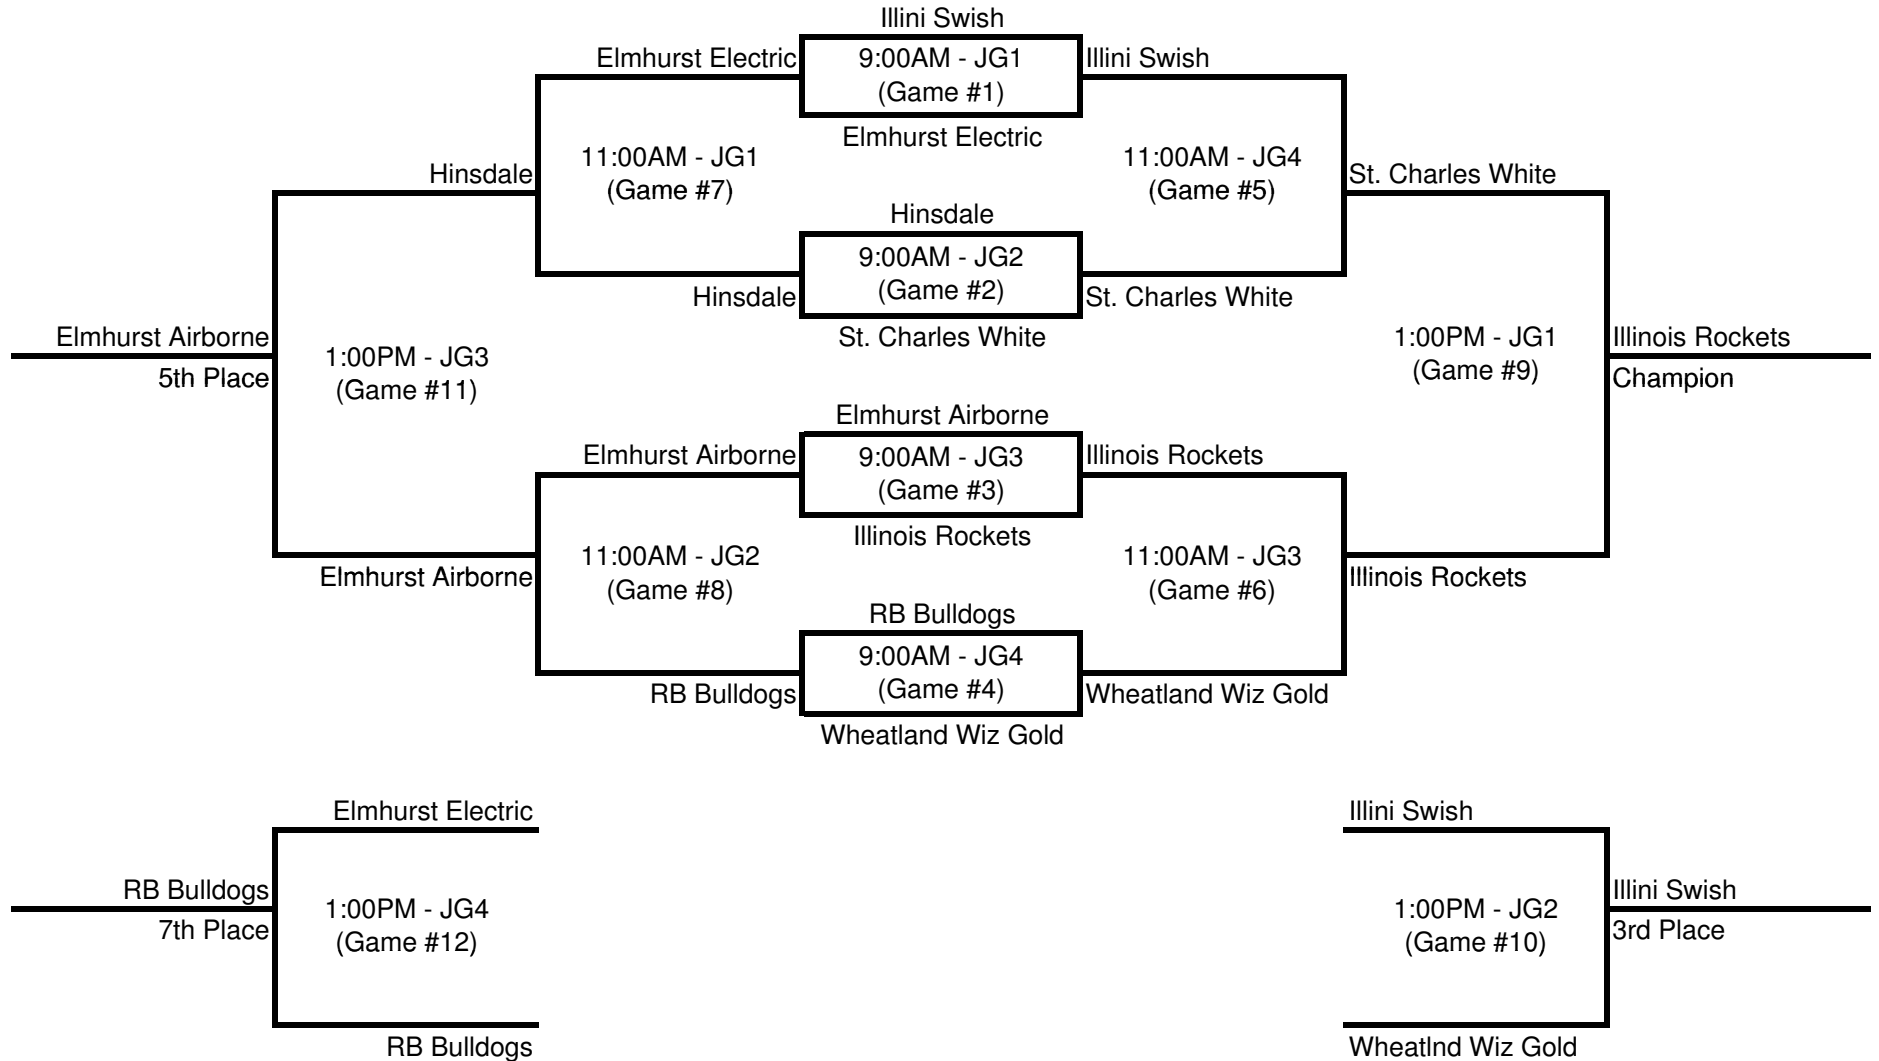 Illini Swish
Elmhurst Electric
9:00AM - JG1
Illini Swish
(Game #1)
Elmhurst Electric
11:00AM - JG1
11:00AM - JG4
Hinsdale
(Game #7)
(Game #5)
St. Charles White
Hinsdale
9:00AM - JG2
Hinsdale
(Game #2)
St. Charles White
St. Charles White
Elmhurst Airborne
1:00PM - JG3
1:00PM - JG1
Illinois Rockets
5th Place
(Game #11)
(Game #9)
Champion
Elmhurst Airborne
Elmhurst Airborne
9:00AM - JG3
Illinois Rockets
(Game #3)
Illinois Rockets
11:00AM - JG2
11:00AM - JG3
Elmhurst Airborne
(Game #8)
(Game #6)
Illinois Rockets
RB Bulldogs
9:00AM - JG4
RB Bulldogs
(Game #4)
Wheatland Wiz Gold
Wheatland Wiz Gold
Elmhurst Electric
Illini Swish
RB Bulldogs
1:00PM - JG4
1:00PM - JG2
Illini Swish
7th Place
(Game #12)
(Game #10)
3rd Place
RB Bulldogs
Wheatlnd Wiz Gold